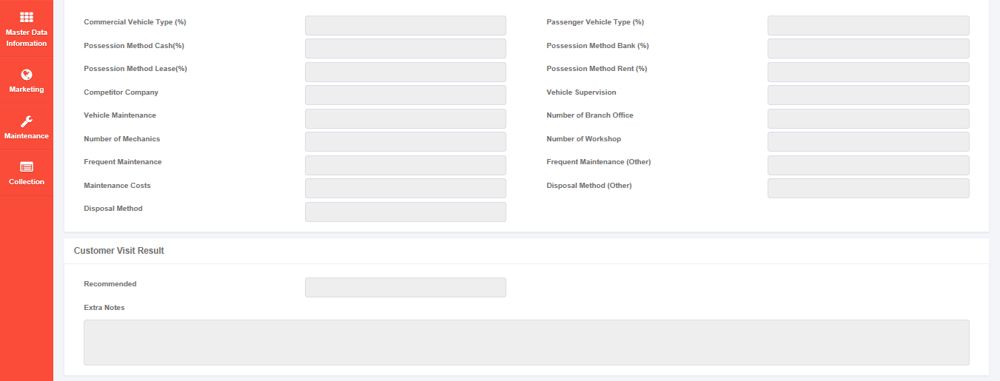 Master Data
Information
Marketing
Maintenance
Collection
Commercial Vehicle Type (%)
Passenger Vehicle Type (%)
Possession Method Cash(%)
Possession Method Bank (%)
Possession Method Lease(%)
Possession Method Rent (%)
Competitor Company
Vehicle Supervision
Vehicle Maintenance
Number of Branch Office
Number of Mechanics
Number of Workshop
Frequent Maintenance
Frequent Maintenance (Other)
Maintenance Costs
Disposal Method (Other)
Disposal Method
Customer Visit Result
Recommended
Extra Notes